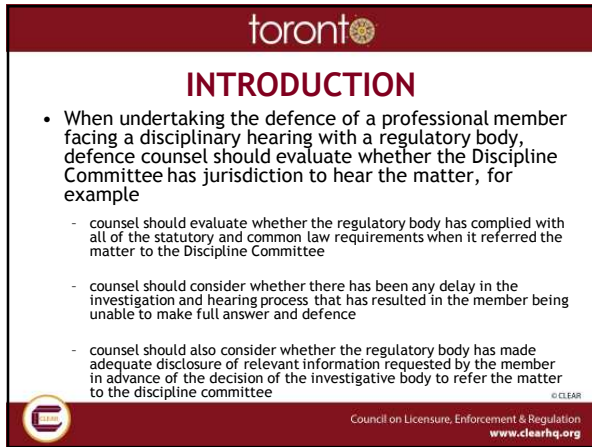 toronto
INTRODUCTION
• When undertaking the defence of a professional member
facing a disciplinary hearing with a regulatory body,
defence counsel should evaluate whether the Discipline
Committee has jurisdiction to hear the matter, for
example
- counsel should evaluate whether the regulatory body has complied with
all of the statutory and common law requirements when it referred the
matter to the Discipline Committee
- counsel should consider whether there has been any delay in the
investigation and hearing process that has resulted in the member being
unable to make full answer and defence
- counsel should also consider whether the regulatory body has made
adequate disclosure of relevant information requested by the member
in advance of the decision of the investigative body to refer the matter
to the discipline committee
© CLEAR
CLEAR
Council on Licensure, Enforcement & Regulation
www.clearhq.org